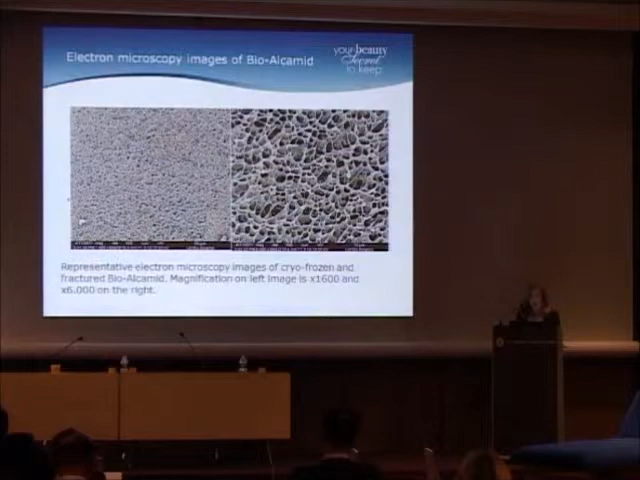 Electron microscopy images of Bio-Alcamid
your beauty
Secret
to keep
Representative electron microscopy images of cryo-frozen and
fractured Bio-Alcamid. Magnification on left image is x1600 and
x6.000 on the right.